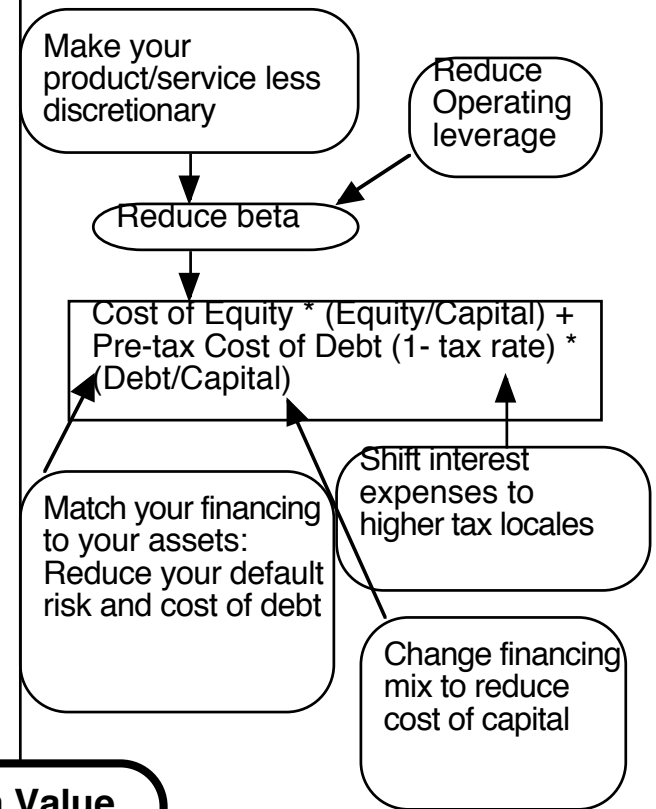 Make your
product/service less
discretionary
Reduce
Operating
leverage
Reduce beta
Cost of Equity * (Equity/Capital) +
Pre-tax Cost of Debt (1- tax rate) *
(Debt/Capital)
Shift interest
expenses to
higher tax locales
Match your financing
to your assets:
Reduce your default
risk and cost of debt
Change financing
mix to reduce
cost of capital
Value